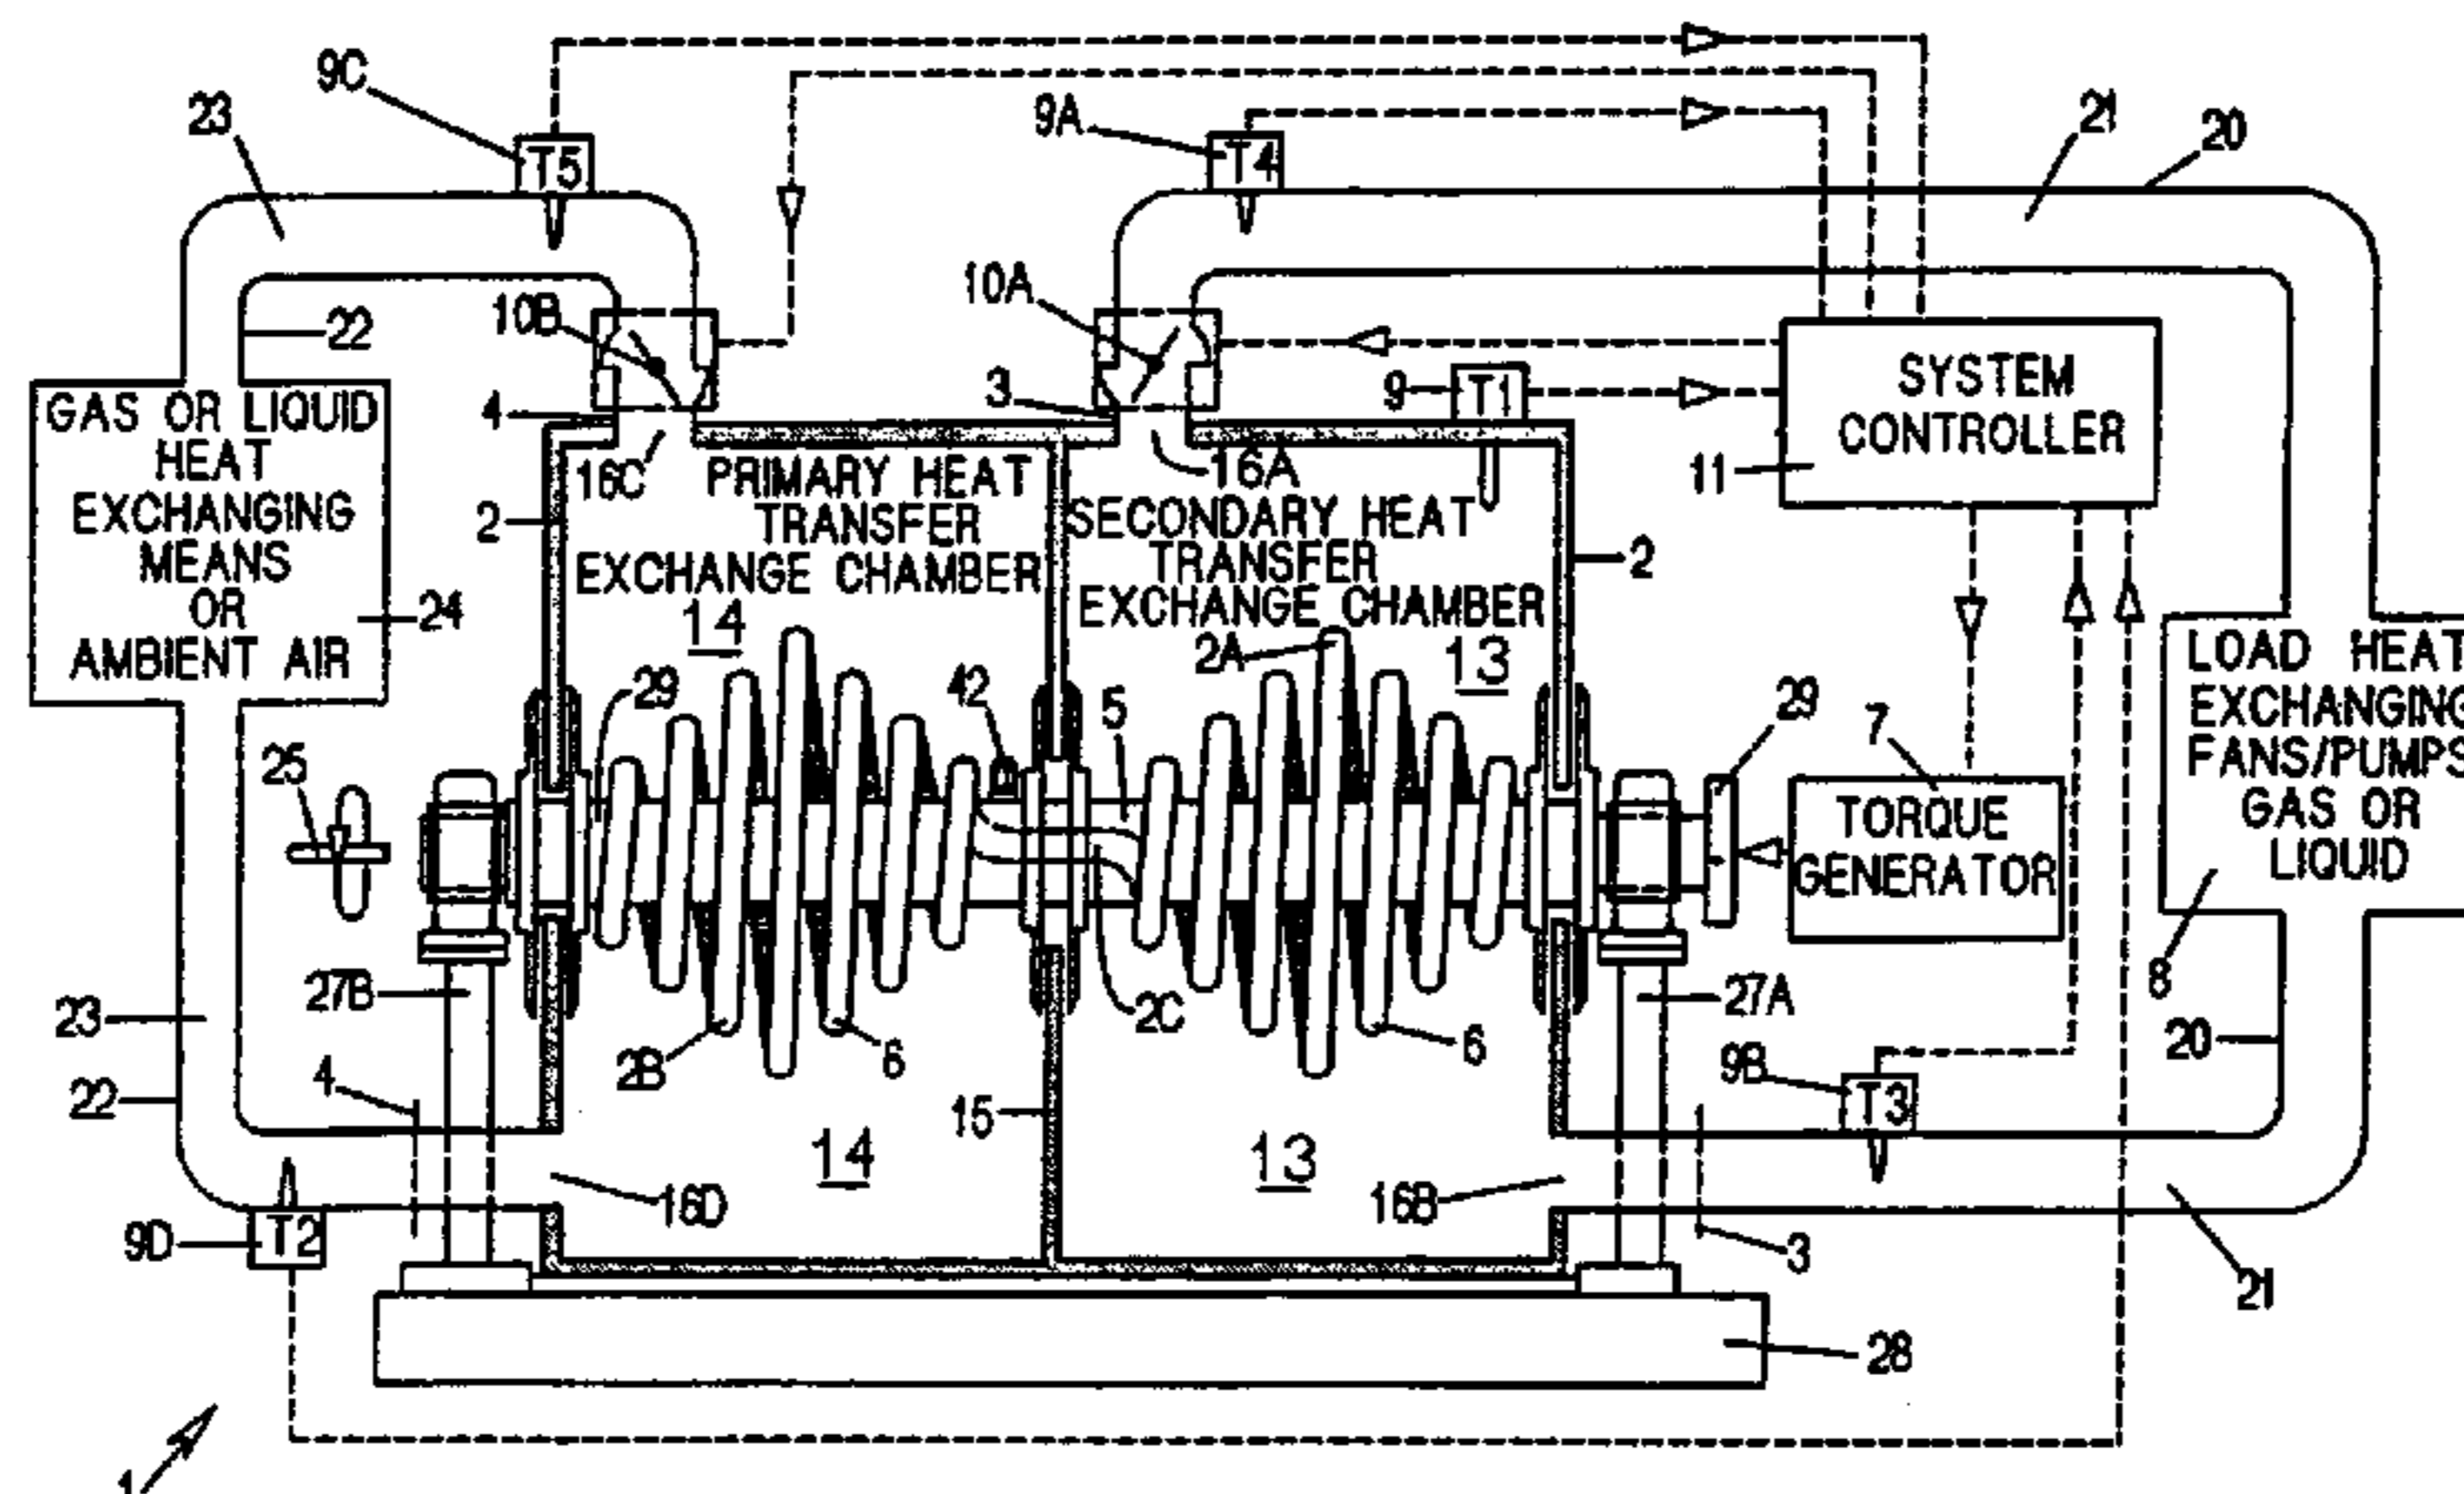 9C
23
9A
21
20
T5
T4
10A
10B
22
3
9
T1
SYSTEM
CONTROLLER
11
GAS OR LIQUID
HEAT
EXCHANGING
MEANS
OR
AMBIENT AIR
24
4
2
16C
PRIMARY HEAT
TRANSFER
EXCHANGE CHAMBER
14
16A
SECONDARY HEAT
TRANSFER
EXCHANGE CHAMBER
2A
13
2
LOAD HEAT
EXCHANGING
FANS/PUMPS
GAS OR
LIQUID
8
29
42
5
29
7
TORQUE
GENERATOR
25
27B
2B
6
2C
6
27A
20
23
22
4
15
9B
T3
14
13
16D
16B
9D
T2
3
21
28
1